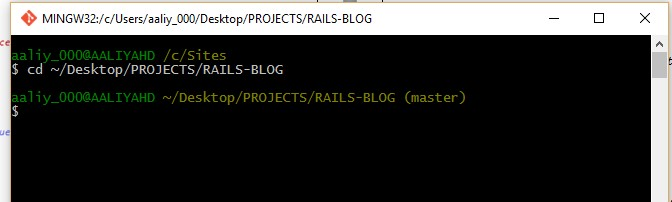 MINGW32:/c/Users/aaliy_000/Desktop/PROJECTS/RAILS-BLOG
aaliy_000@AALIYAHD /c/Sites
$ cd ~/Desktop/PROJECTS/RAILS-BLOG
aaliy_000@AALIYAHD ~/Desktop/PROJECTS/RAILS-BLOG (master)
$